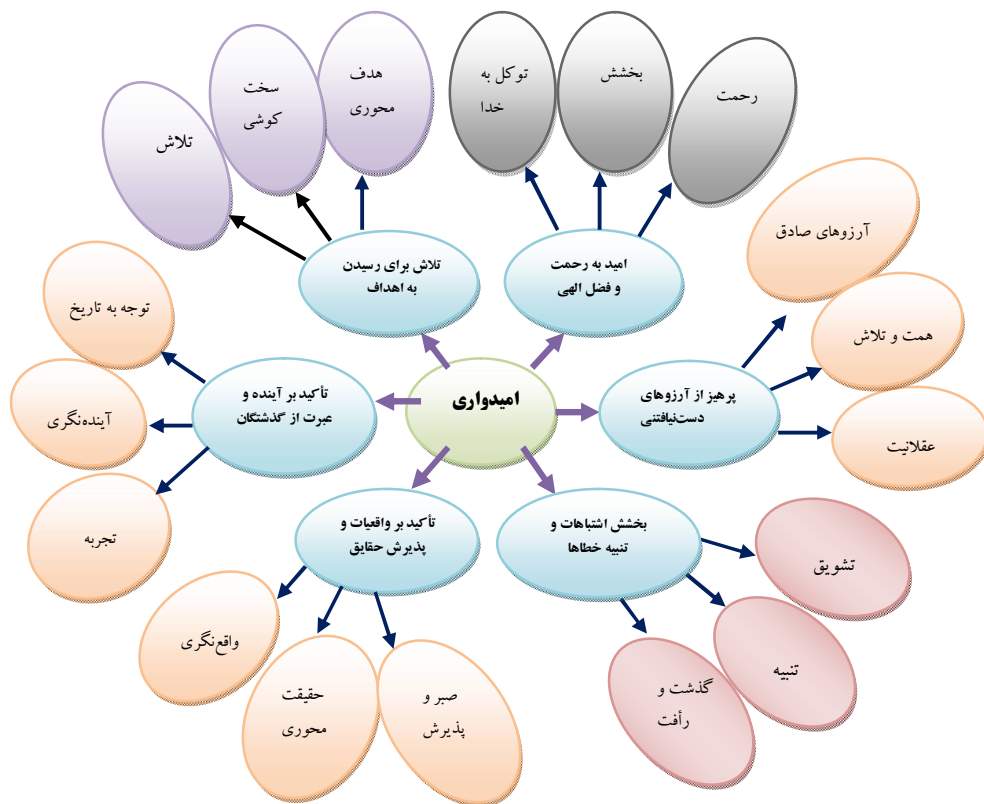 هدف
محوری
سخت
کوشی
تلاش
توکل به
خدا
بخشش
رحمت
آرزوهای صادق
همت و تلاش
عقلانیت
تلاش برای رسیدن
به اهداف
امید به رحمت
و فضل الهی
توجه به تاریخ
آینده‌نگری
تجربه
تأکید بر آینده و
عبرت از گذشتگان
امیدواری
پرهیز از آرزوهای
دست‌نیافتنی
تأکید بر واقعیات و
پذیرش حقایق
بخشش اشتباهات و
تنبیه خطاها
تشویق
تنبیه
گذشت و
رأفت
صبر و
پذیرش
حقیقت
محوری
واقع‌نگری